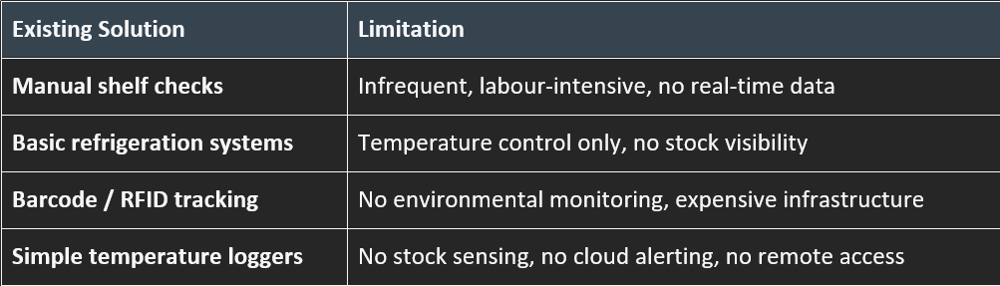 Existing Solution Limitation
Manual shelf checks Infrequent, labour-intensive, no real-time data
Basic refrigeration systems Temperature control only, no stock visibility
Barcode / RFID tracking No environmental monitoring, expensive infrastructure
Simple temperature loggers No stock sensing, no cloud alerting, no remote access